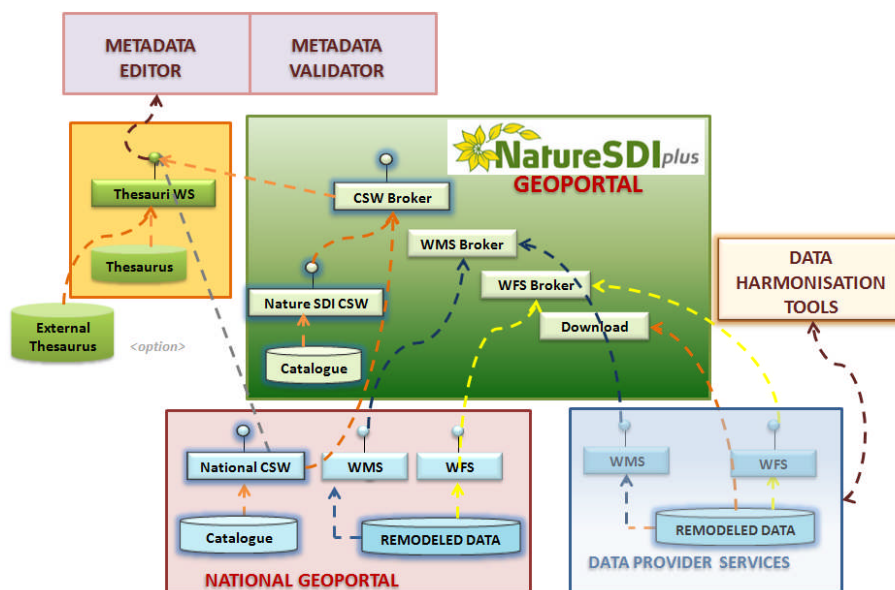 METADATA
EDITOR
METADATA
VALIDATOR
NatureSDIplus
GEOPORTAL
Thesauri WS
CSW Broker
WMS Broker
Thesaurus
WFS Broker
DATA
HARMONISATION
TOOLS
Nature SDI CSW
External
Thesaurus
<option>
Download
Catalogue
National CSW
WMS
WFS
WMS
WFS
Catalogue
REMODELED DATA
REMODELED DATA
NATIONAL GEOPORTAL
DATA PROVIDER SERVICES